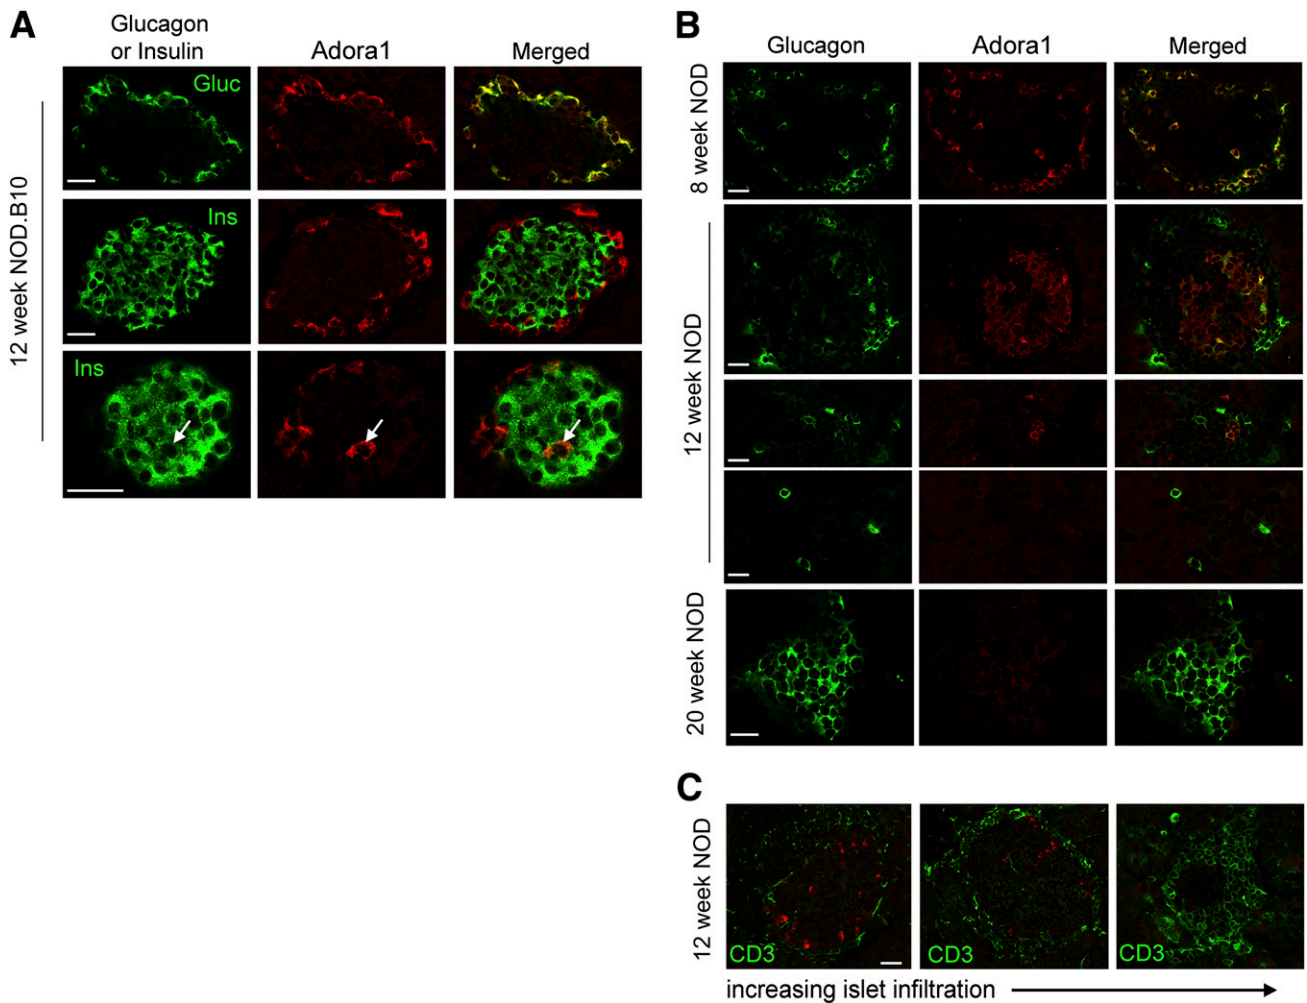 A
Glucagon
or Insulin
Adora1
Merged
12 week NOD.B10
Gluc
Ins
Ins
B
Glucagon
Adora1
Merged
8 week NOD
12 week NOD
20 week NOD
C
12 week NOD
CD3
CD3
CD3
increasing islet infiltration